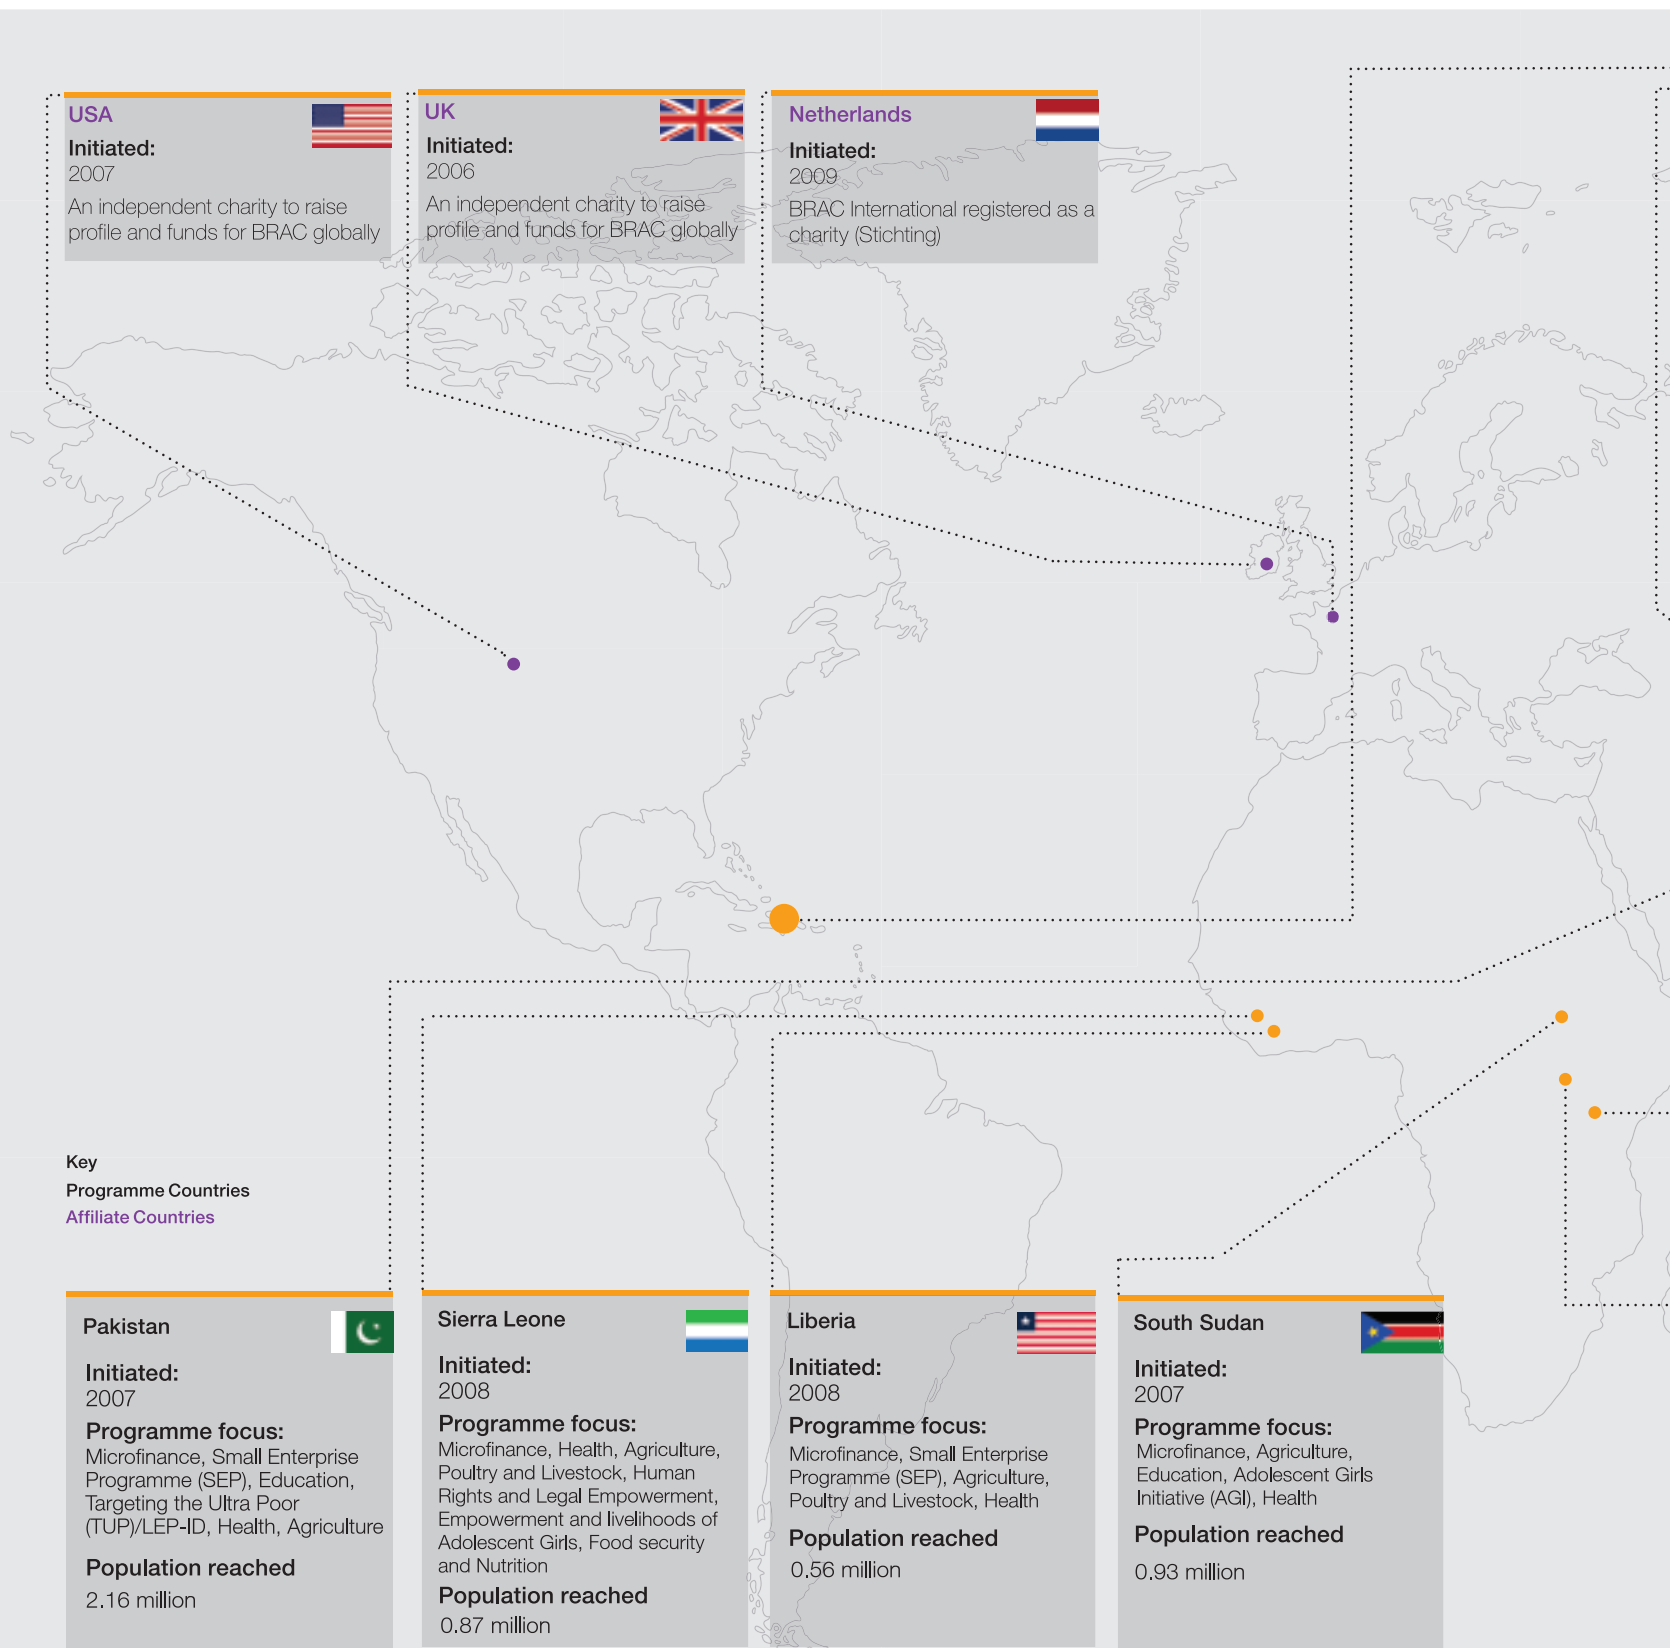 USA
Initiated:
2007
An independent charity to raise
profile and funds for BRAC globally
UK
Initiated:
2006
An independent charity to raise
profile and funds for BRAC globally
Netherlands
Initiated:
2009
BRAC International registered as a
charity (Stichting)
Key
Programme Countries
Affiliate Countries
Pakistan
Initiated:
2007
Programme focus:
Microfinance, Small Enterprise
Programme (SEP), Education,
Targeting the Ultra Poor
(TUP)/LEP-ID, Health, Agriculture
Population reached
2.16 million
Sierra Leone
Initiated:
2008
Programme focus:
Microfinance, Health, Agriculture,
Poultry and Livestock, Human
Rights and Legal Empowerment,
Empowerment and livelihoods of
Adolescent Girls, Food security
and Nutrition
Population reached
0.87 million
Liberia
Initiated:
2008
Programme focus:
Microfinance, Small Enterprise
Programme (SEP), Agriculture,
Poultry and Livestock, Health
Population reached
0.56 million
South Sudan
Initiated:
2007
Programme focus:
Microfinance, Agriculture,
Education, Adolescent Girls
Initiative (AGI), Health
Population reached
0.93 million